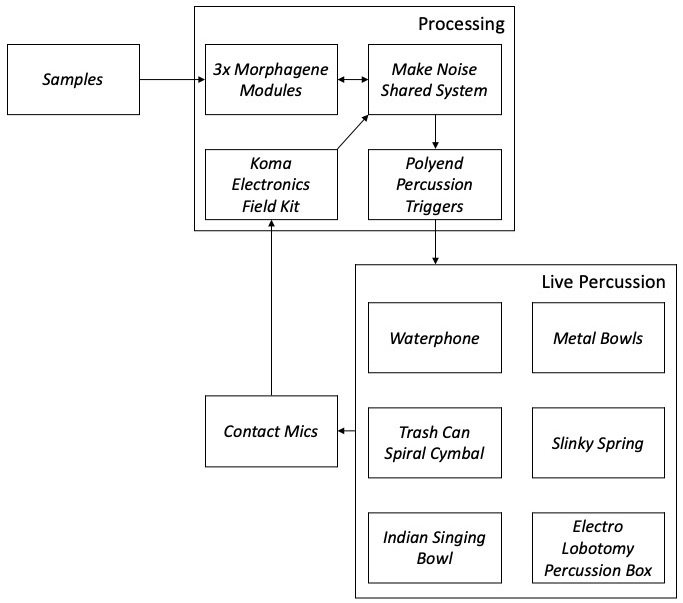 Processing
Samples
3x Morphagene
Modules
Make Noise
Shared System
Koma
Electronics
Field Kit
Polyend
Percussion
Triggers
Live Percussion
Waterphone
Metal Bowls
Contact Mics
Trash Can
Spiral Cymbal
Slinky Spring
Indian Singing
Bowl
Electro
Lobotomy
Percussion Box